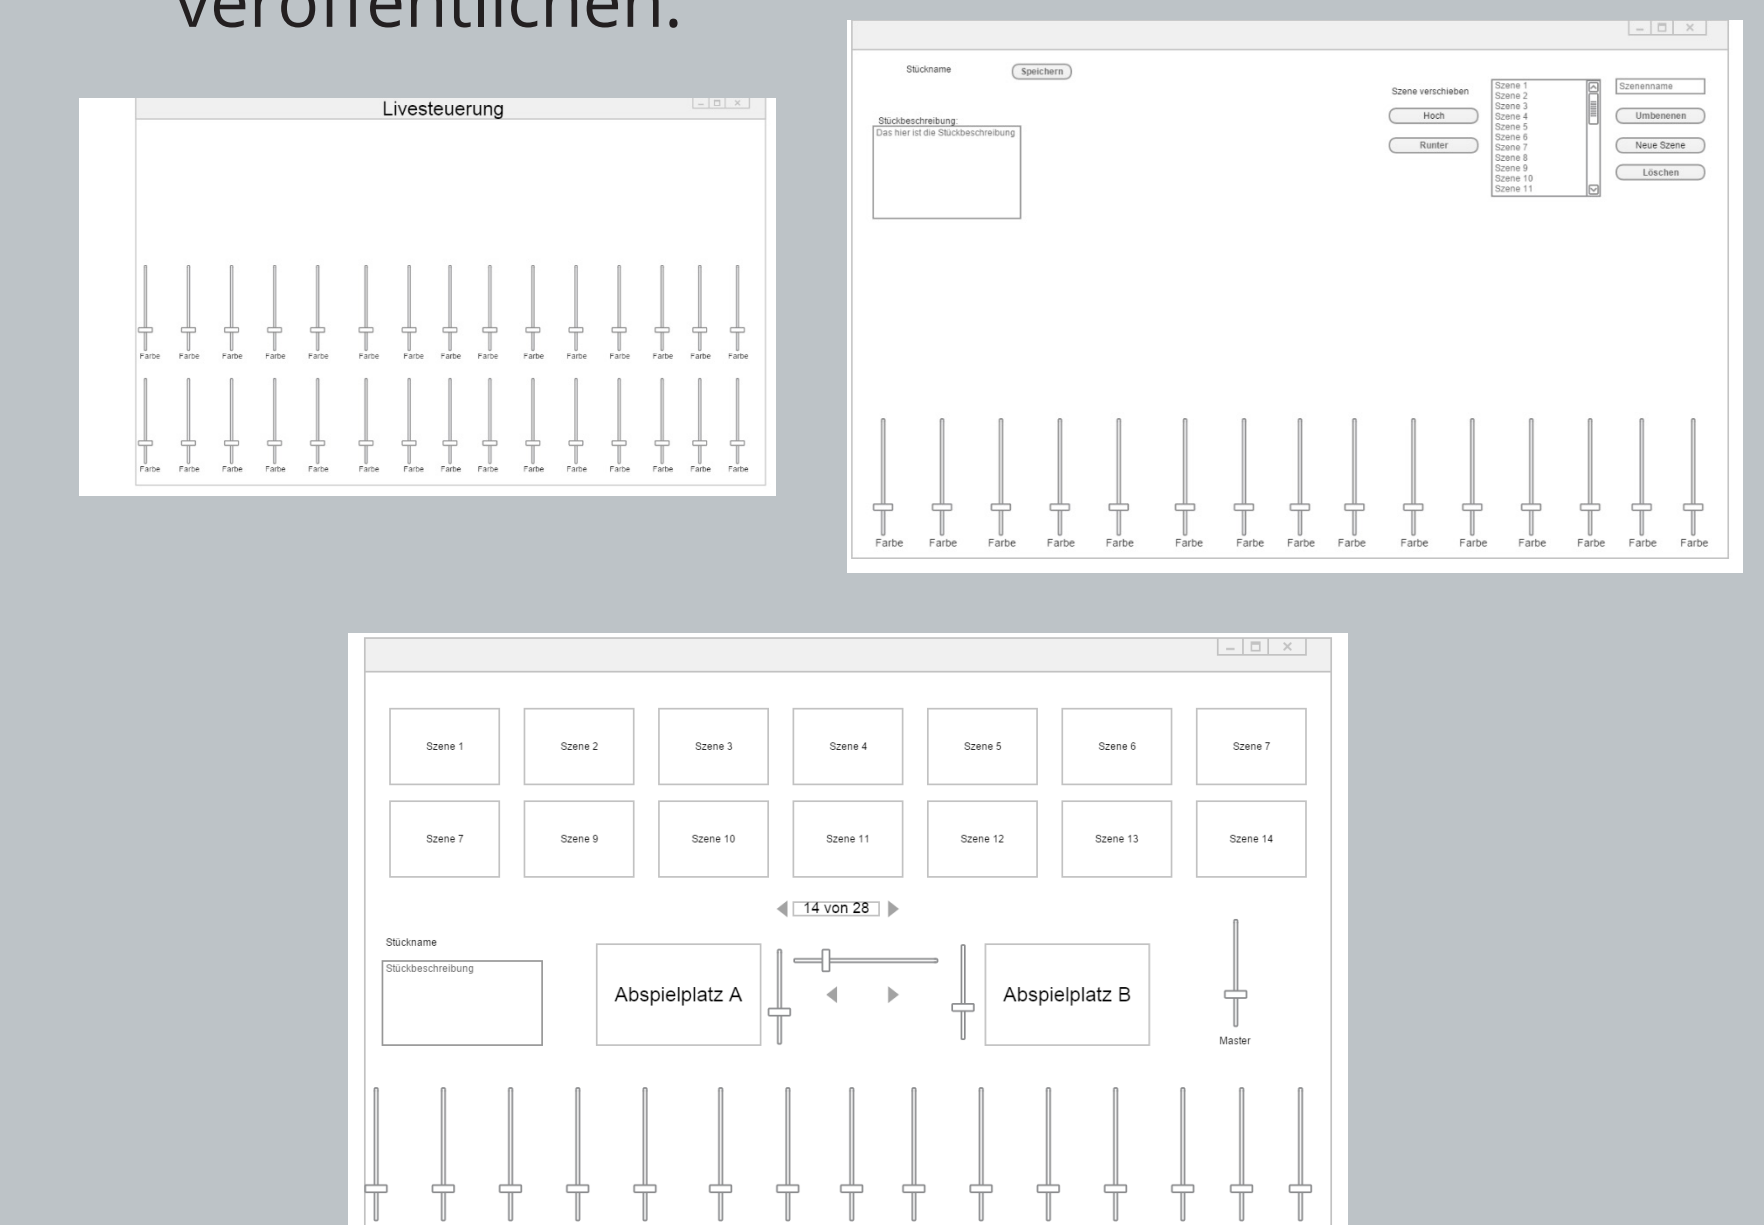 veröffentlichen.
Livesteuerung
Farbe Farbe Farbe Farbe Farbe Farbe Farbe Farbe Farbe Farbe Farbe Farbe Farbe Farbe Farbe
Farbe Farbe Farbe Farbe Farbe Farbe Farbe Farbe Farbe Farbe Farbe Farbe Farbe Farbe Farbe
Stückname
Speichern
Stückbeschreibung:
Das hier ist die Stückbeschreibung
Szene verschieben
Hoch
Runter
Szene 1
Szene 2
Szene 3
Szene 4
Szene 5
Szene 6
Szene 7
Szene 8
Szene 9
Szene 10
Szene 11
Szenenname
Umbenenen
Neue Szene
Löschen
Farbe Farbe Farbe Farbe Farbe Farbe Farbe Farbe Farbe Farbe Farbe Farbe Farbe Farbe Farbe
Szene 1 Szene 2 Szene 3 Szene 4 Szene 5 Szene 6 Szene 7
Szene 7 Szene 9 Szene 10 Szene 11 Szene 12 Szene 13 Szene 14
14 von 28
Stückname
Stückbeschreibung
Abspielplatz A
Abspielplatz B
Master